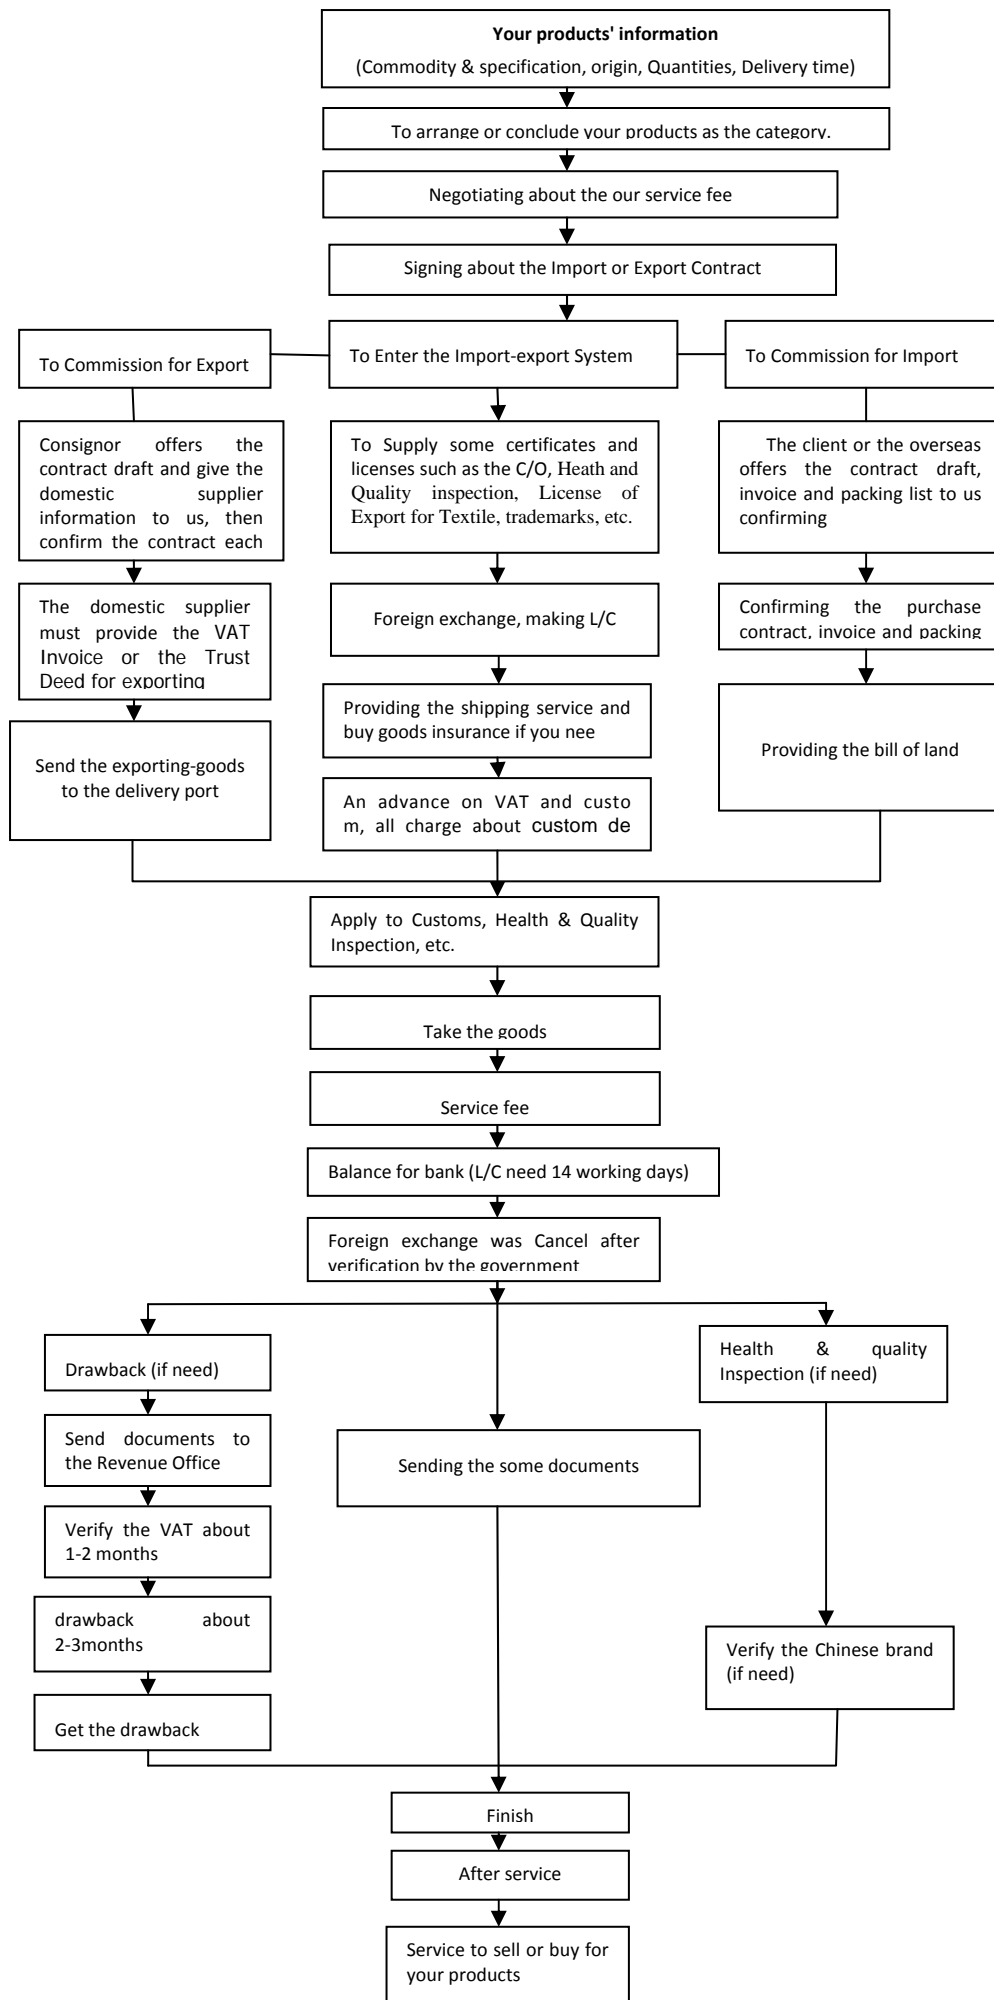 Your products' information
(Commodity & specification, origin, Quantities, Delivery time)
To arrange or conclude your products as the category.
Negotiating about the our service fee
Signing about the Import or Export Contract
To Commission for Export
To Enter the Import-export System
To Commission for Import
Consignor offers the
contract draft and give the
domestic supplier
information to us, then
confirm the contract each
To Supply some certificates and
licenses such as the C/O, Heath and
Quality inspection, License of
Export for Textile, trademarks, etc.
The client or the overseas
offers the contract draft,
invoice and packing list to us
confirming
The domestic supplier
must provide the VAT
Invoice or the Trust
Deed for exporting
Foreign exchange, making L/C
Confirming the purchase
contract, invoice and packing
Send the exporting-goods
to the delivery port
Providing the shipping service and
buy goods insurance if you nee
Providing the bill of land
An advance on VAT and custo
m, all charge about custom de
Apply to Customs, Health & Quality
Inspection, etc.
Take the goods
Service fee
Balance for bank (L/C need 14 working days)
Foreign exchange was Cancel after
verification by the government
Drawback (if need)
Send documents to
the Revenue Office
Verify the VAT about
1-2 months
drawback about
2-3months
Get the drawback
Sending the some documents
Health & quality
Inspection (if need)
Verify the Chinese brand
(if need)
Finish
After service
Service to sell or buy for
your products